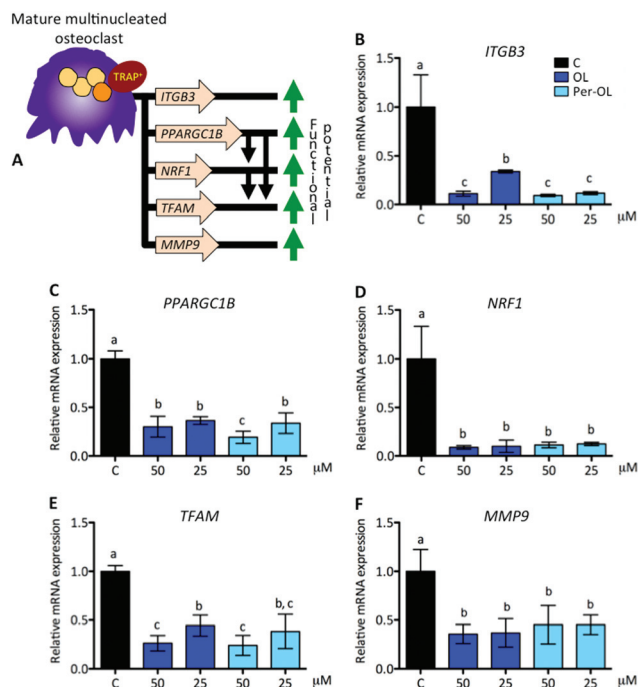 Mature multinucleated
osteoclast
TRAP+
A
ITGB3
PPARGC1B
NRF1
TFAM
MMP9
Functional
potential
B
ITGB3
Relative mRNA expression
1.5
1.0
0.5
0.0
a
c
b
c
c
C
50
25
50
25
μM
C
OL
Per-OL
C
PPARGC1B
Relative mRNA expression
1.5
1.0
0.5
0.0
a
b
b
c
b
C
50
25
50
25
μM
D
NRF1
Relative mRNA expression
1.5
1.0
0.5
0.0
a
b
b
b
b
C
50
25
50
25
μM
E
TFAM
Relative mRNA expression
1.5
1.0
0.5
0.0
a
c
b
c
b, c
C
50
25
50
25
μM
F
MMP9
Relative mRNA expression
1.5
1.0
0.5
0.0
a
b
b
b
b
C
50
25
50
25
μM